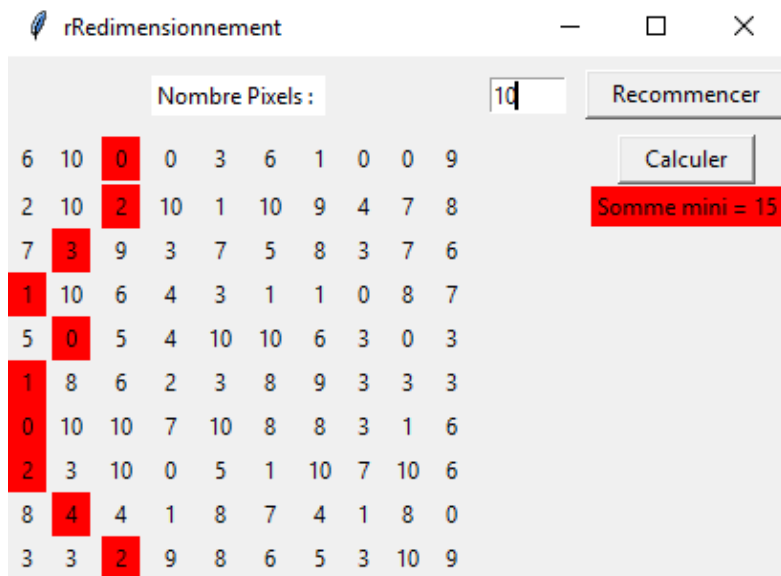 rRedimensionnement
Nombre Pixels : 10 Recommencer
6 10 0 0 3 6 1 0 0 9 Calculer
2 10 2 10 1 10 9 4 7 8 Somme mini = 15
7 3 9 3 7 5 8 3 7 6
1 10 6 4 3 1 1 0 8 7
5 0 5 4 10 10 6 3 0 3
1 8 6 2 3 8 9 3 3 3
0 10 10 7 10 8 8 3 1 6
2 3 10 0 5 1 10 7 10 6
8 4 4 1 8 7 4 1 8 0
3 3 2 9 8 6 5 3 10 9